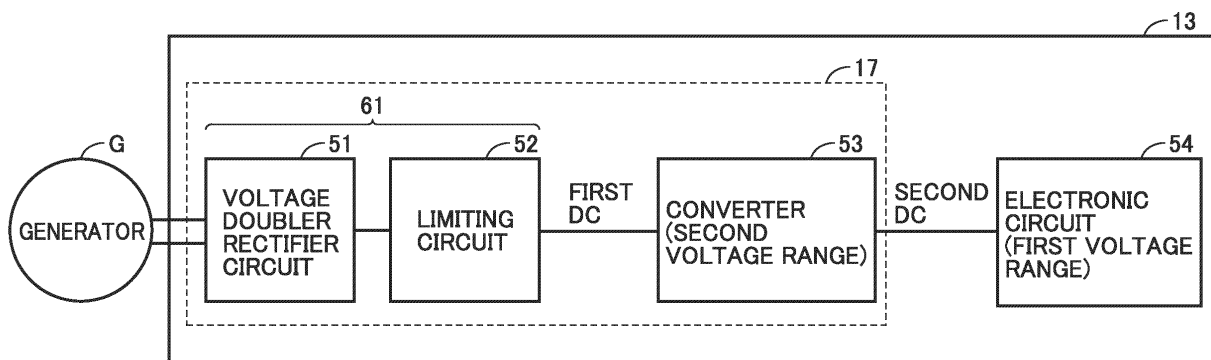 13
17
61
G
51
52
53
54
GENERATOR
VOLTAGE
DOUBLER
RECTIFIER
CIRCUIT
LIMITING
CIRCUIT
FIRST
DC
CONVERTER
(SECOND
VOLTAGE RANGE)
SECOND
DC
ELECTRONIC
CIRCUIT
(FIRST VOLTAGE
RANGE)